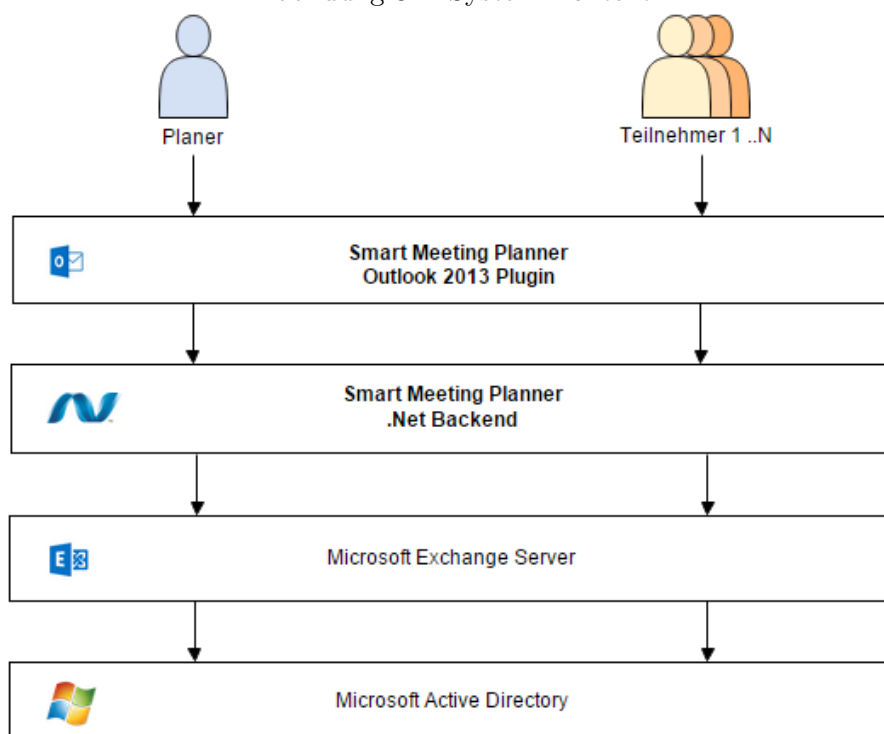 Planer
Teilnehmer 1 ..N
Smart Meeting Planner
Outlook 2013 Plugin
Smart Meeting Planner
.Net Backend
Microsoft Exchange Server
Microsoft Active Directory